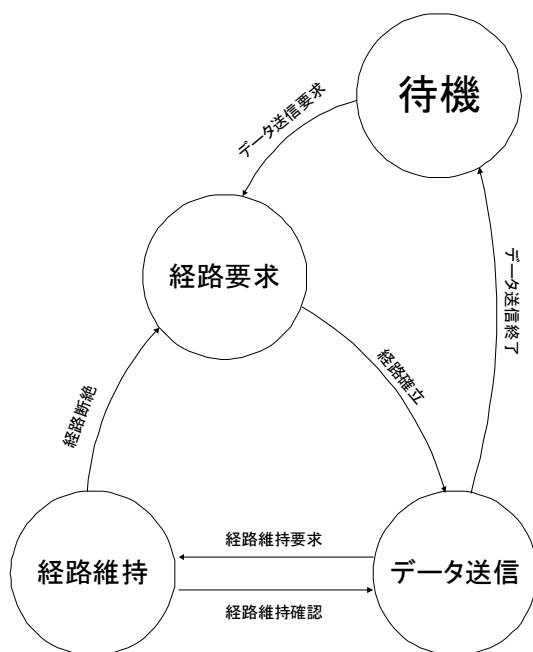 待機
データ送信要求
経路要求
データ送信終了
経路確立
経路断絶
経路維持要求
経路維持
データ送信
経路維持確認